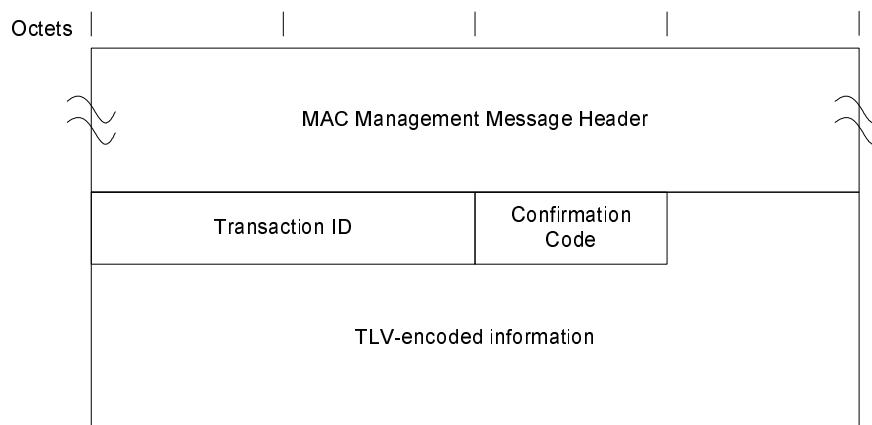 Octets
MAC Management Message Header
Transaction ID
Confirmation
Code
TLV-encoded information